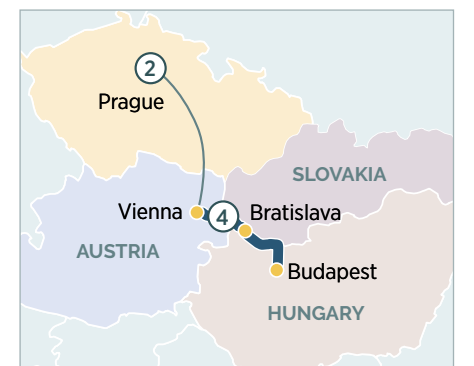 2
Prague
SLOVAKIA
Vienna
4
Bratislava
AUSTRIA
Budapest
HUNGARY